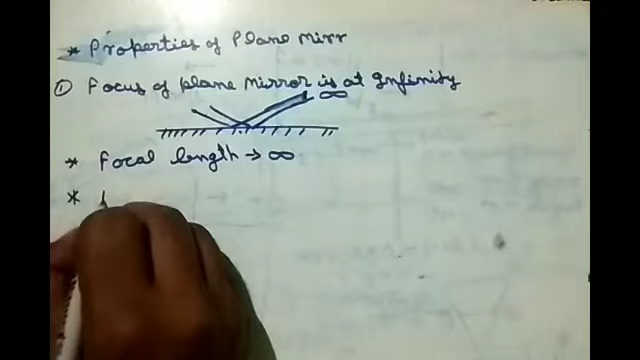 * Properties of Plane Mirr
① Focus of plane Mirror is at Infinity
∞
* Focal length → ∞
*